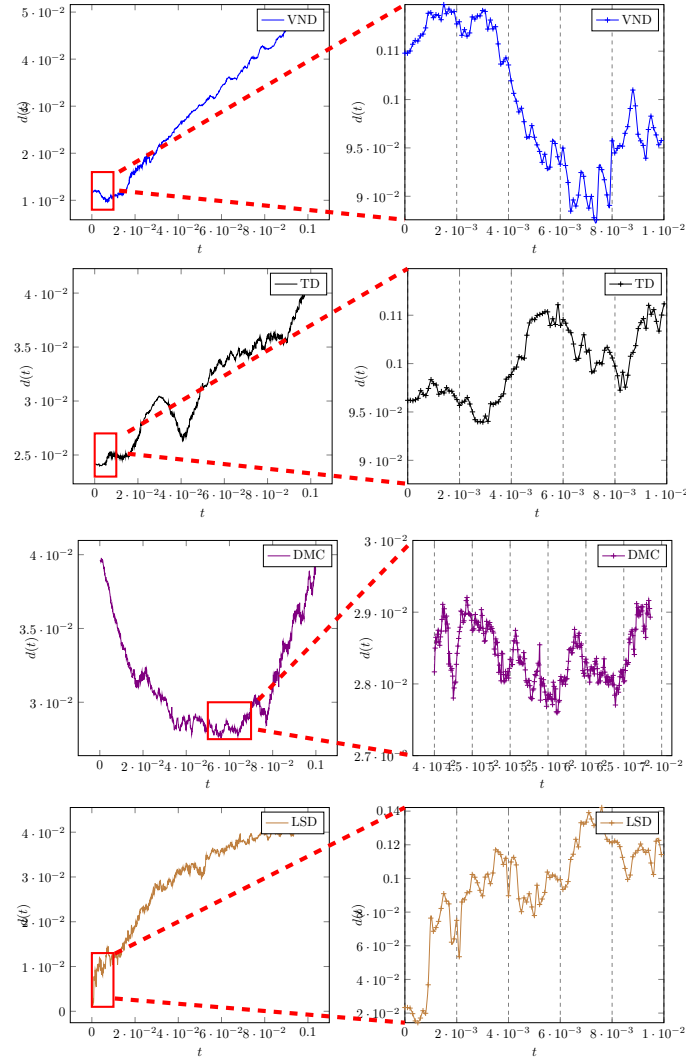 5 · 10⁻²
4 · 10⁻²
3 · 10⁻²
2 · 10⁻²
1 · 10⁻²
d(t)
VND
0 2 · 10⁻² 4 · 10⁻² 6 · 10⁻² 8 · 10⁻² 0.1
t
0.11
0.1
9.5 · 10⁻²
9 · 10⁻²
d(t)
VND
0 2 · 10⁻³ 4 · 10⁻³ 6 · 10⁻³ 8 · 10⁻³ 1 · 10⁻²
t
4 · 10⁻²
3.5 · 10⁻²
3 · 10⁻²
2.5 · 10⁻²
d(t)
TD
0 2 · 10⁻² 4 · 10⁻² 6 · 10⁻² 8 · 10⁻² 0.1
t
0.11
0.1
9.5 · 10⁻²
9 · 10⁻²
d(t)
TD
0 2 · 10⁻³ 4 · 10⁻³ 6 · 10⁻³ 8 · 10⁻³ 1 · 10⁻²
t
4 · 10⁻²
3.5 · 10⁻²
3 · 10⁻²
d(t)
DMC
0 2 · 10⁻² 4 · 10⁻² 6 · 10⁻² 8 · 10⁻² 0.1
t
3 · 10⁻²
2.9 · 10⁻²
2.8 · 10⁻²
2.7 · 10⁻²
d(t)
DMC
t
4 · 10⁻²
3 · 10⁻²
2 · 10⁻²
1 · 10⁻²
0
LSD
0 2 · 10⁻² 4 · 10⁻² 6 · 10⁻² 8 · 10⁻² 0.1
t
0.14
0.12
0.1
8 · 10⁻²
6 · 10⁻²
4 · 10⁻²
2 · 10⁻²
LSD
0 2 · 10⁻³ 4 · 10⁻³ 6 · 10⁻³ 8 · 10⁻³ 1 · 10⁻²
t